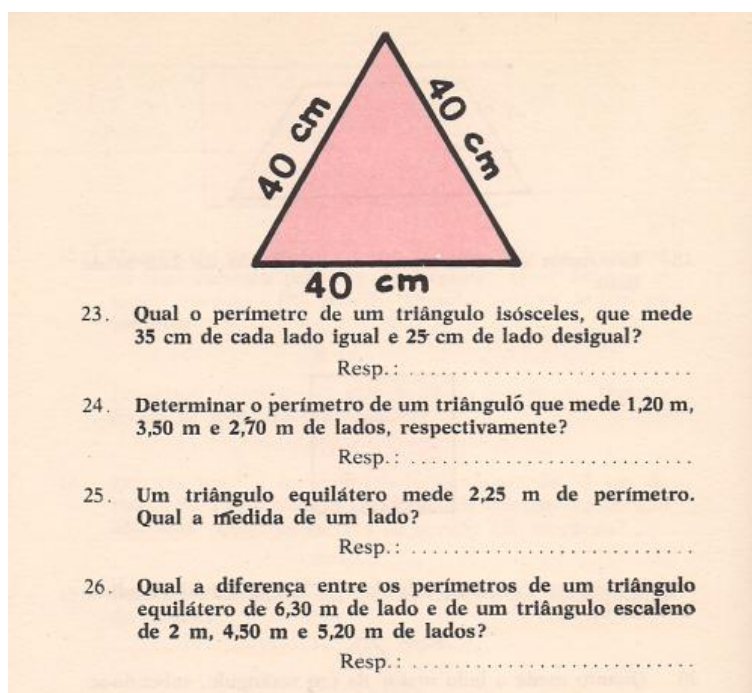 40 cm
40 cm
40 cm
23. Qual o perímetro de um triângulo isósceles, que mede
35 cm de cada lado igual e 25 cm de lado desigual?
Resp.: ...........................
24. Determinar o perímetro de um triângulo que mede 1,20 m,
3,50 m e 2,70 m de lados, respectivamente?
Resp.: ...........................
25. Um triângulo equilátero mede 2,25 m de perímetro.
Qual a medida de um lado?
Resp.: ...........................
26. Qual a diferença entre os perímetros de um triângulo
equilátero de 6,30 m de lado e de um triângulo escaleno
de 2 m, 4,50 m e 5,20 m de lados?
Resp.: ...........................